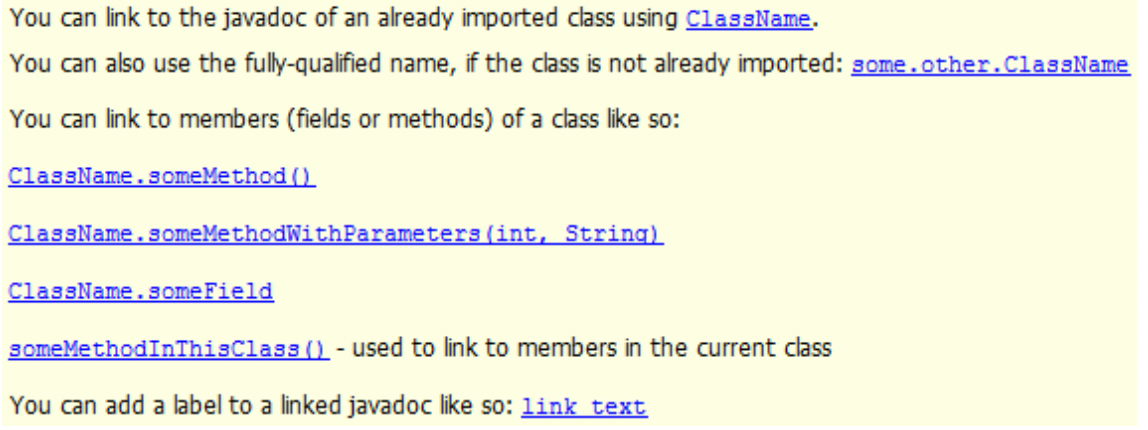 You can link to the javadoc of an already imported class using ClassName.
You can also use the fully-qualified name, if the class is not already imported: some.other.ClassName
You can link to members (fields or methods) of a class like so:
ClassName.someMethod()
ClassName.someMethodWithParameters(int, String)
ClassName.someField
someMethodInThisClass() - used to link to members in the current class
You can add a label to a linked javadoc like so: link text